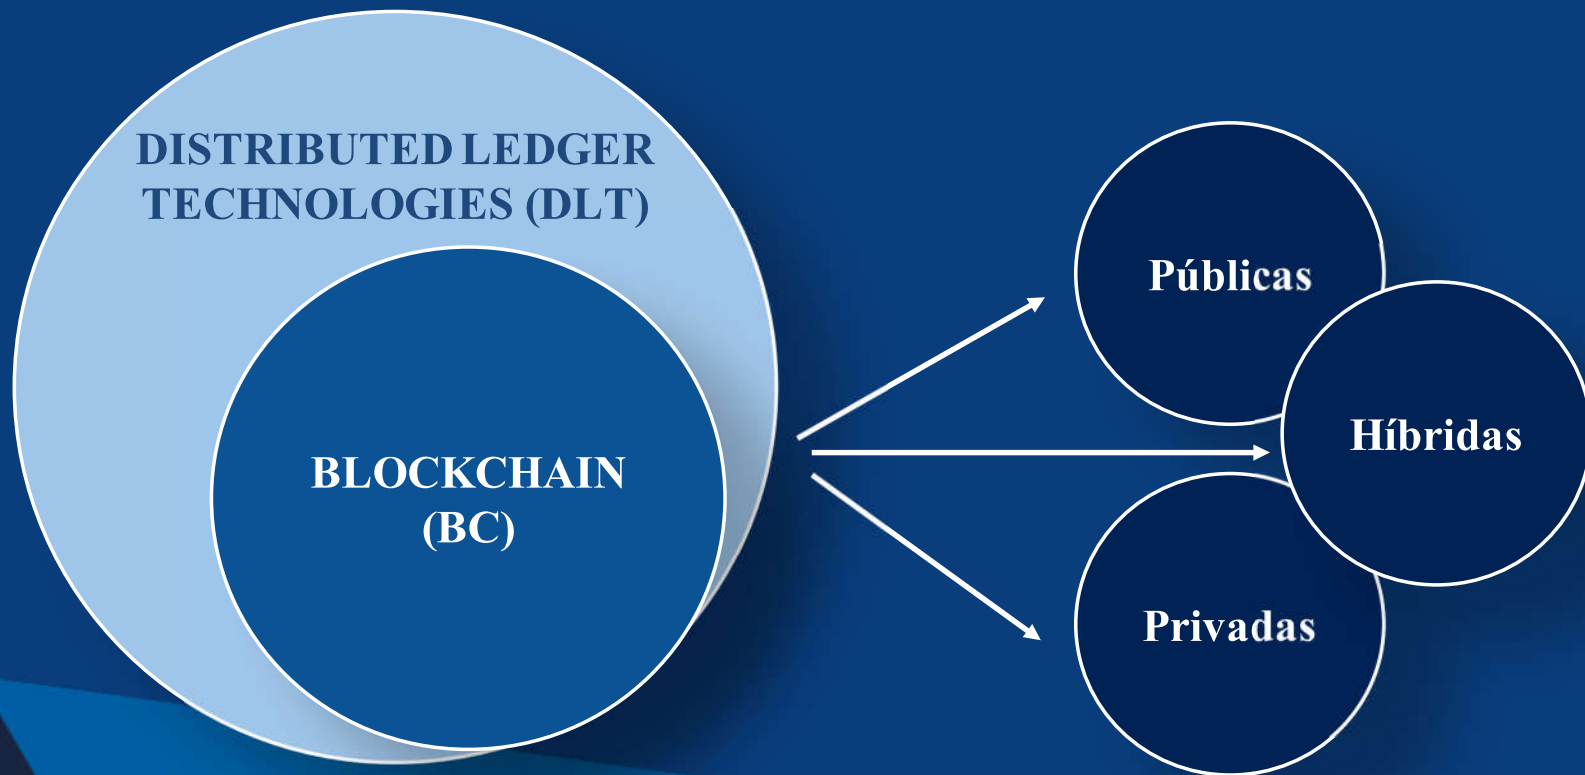 DISTRIBUTED LEDGER
TECHNOLOGIES (DLT)
BLOCKCHAIN
(BC)
Públicas
Híbridas
Privadas